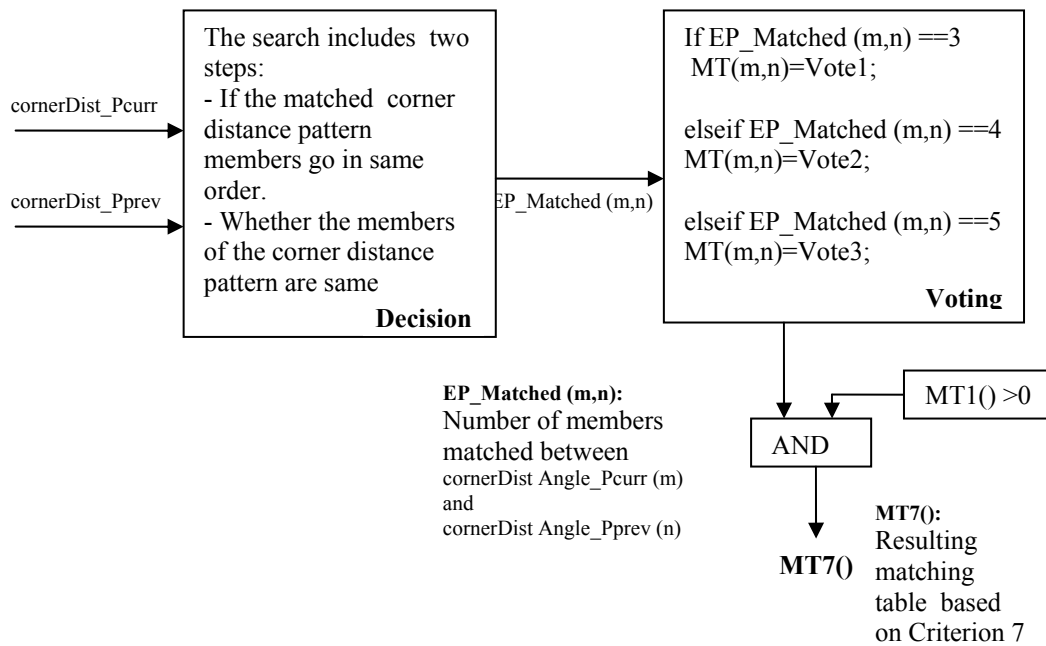 cornerDist_Pcurr
cornerDist_Pprev
The search includes two
steps:
- If the matched corner
distance pattern
members go in same
order.
- Whether the members
of the corner distance
pattern are same
Decision
EP_Matched (m,n)
If EP_Matched (m,n) ==3
MT(m,n)=Vote1;
elseif EP_Matched (m,n) ==4
MT(m,n)=Vote2;
elseif EP_Matched (m,n) ==5
MT(m,n)=Vote3;
Voting
EP_Matched (m,n):
Number of members
matched between
cornerDist Angle_Pcurr (m)
and
cornerDist Angle_Pprev (n)
MT1() >0
AND
MT7()
MT7():
Resulting
matching
table based
on Criterion 7